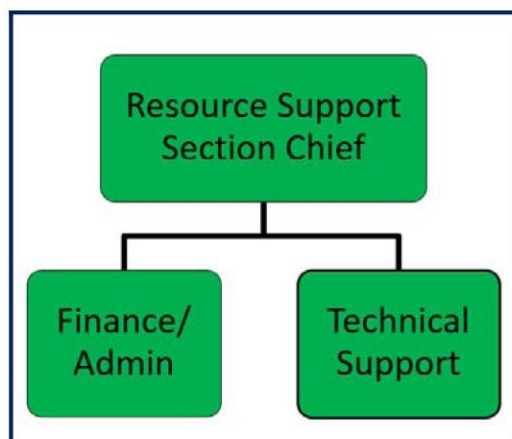 Resource Support
Section Chief
Finance/
Admin
Technical
Support